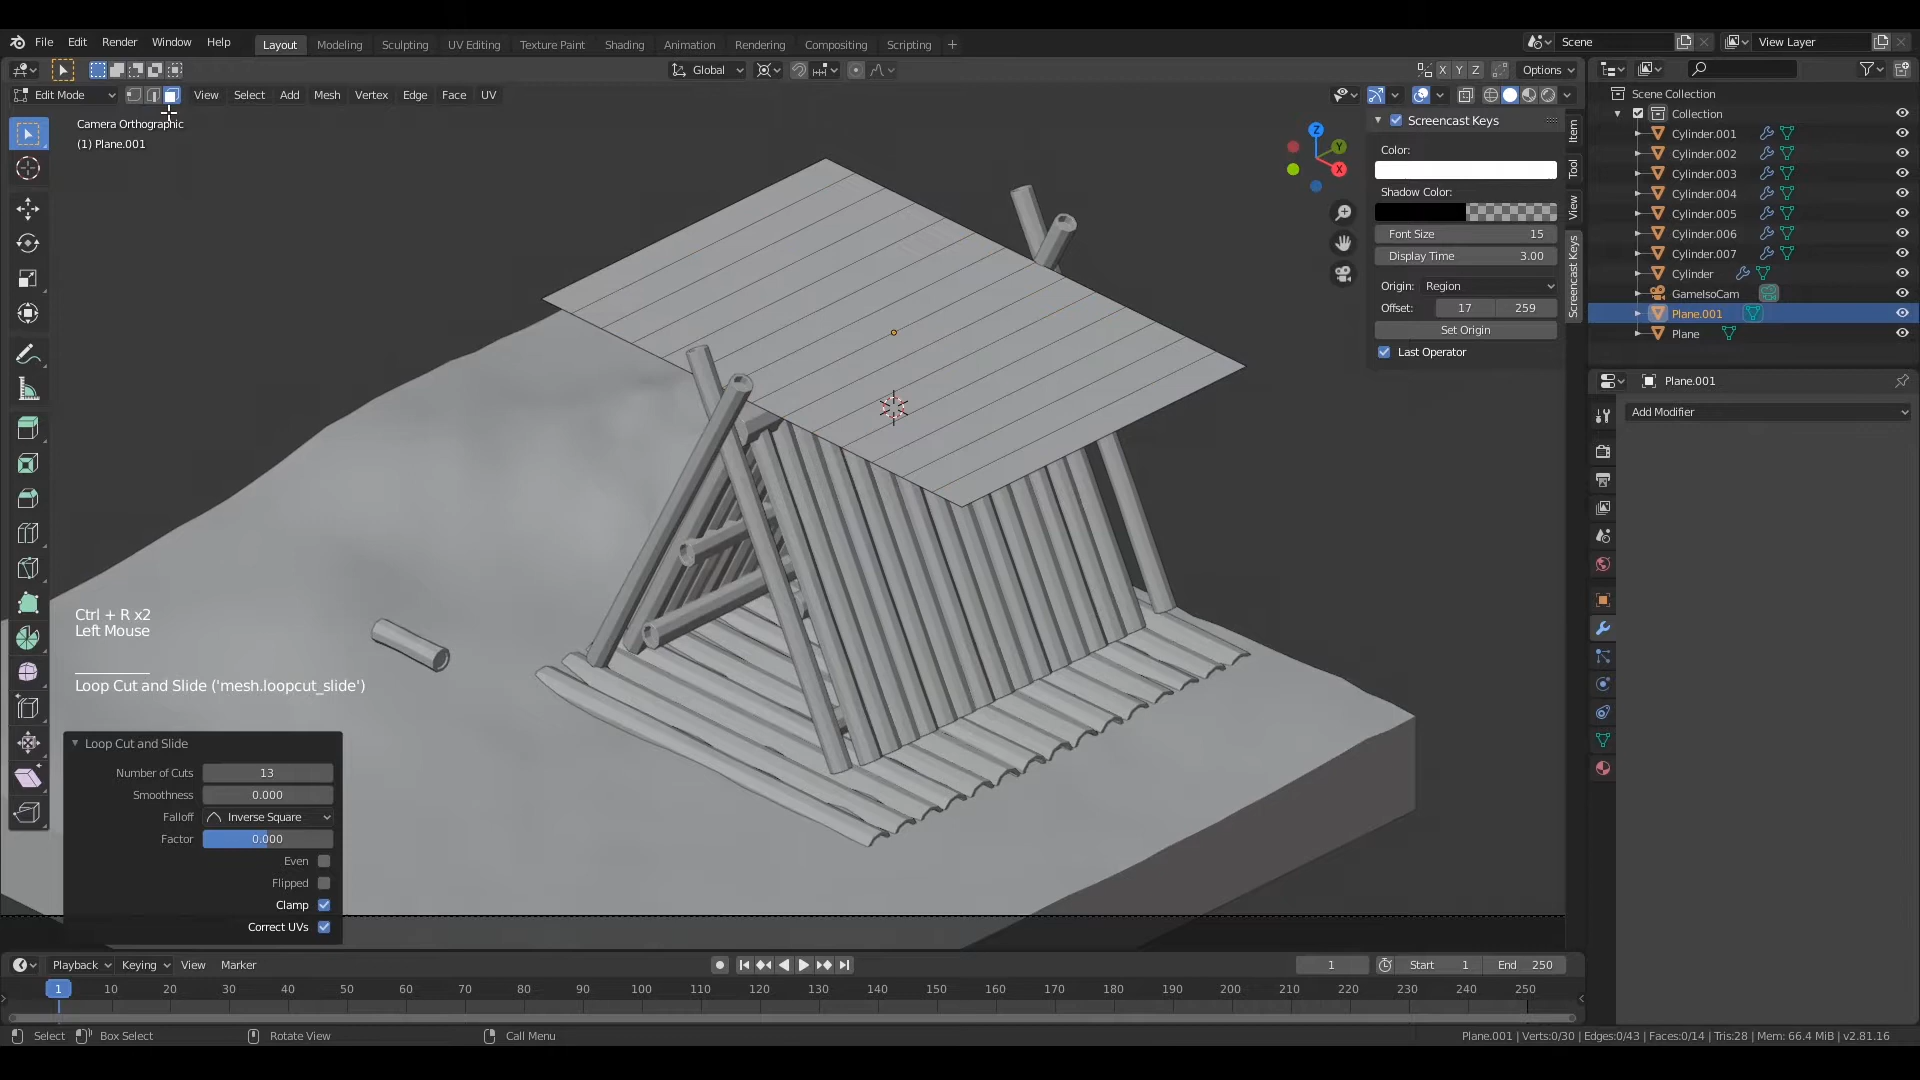 File Edit Render Window Help Layout Modeling Sculpting UV Editing Texture Paint Shading Animation Rendering Compositing Scripting + Scene View Layer
Global X Y Z Options
Edit Mode View Select Add Mesh Vertex Edge Face UV
Camera Orthographic
(1) Plane.001
Z
Y
X
Screencast Keys
Color:
Shadow Color:
Font Size 15
Display Time 3.00
Origin: Region
Offset: 17 259
Set Origin
Last Operator
Item
Tool
View
Screencast Keys
Scene Collection
Collection
Cylinder.001
Cylinder.002
Cylinder.003
Cylinder.004
Cylinder.005
Cylinder.006
Cylinder.007
Cylinder
GameIsoCam
Plane.001
Plane
Plane.001
Add Modifier
Ctrl + R x2
Left Mouse
Loop Cut and Slide ('mesh.loopcut_slide')
Loop Cut and Slide
Number of Cuts 13
Smoothness 0.000
Falloff Inverse Square
Factor 0.000
Even
Flipped
Clamp
Correct UVs
Playback Keying View Marker 1 Start 1 End 250
1 10 20 30 40 50 60 70 80 90 100 110 120 130 140 150 160 170 180 190 200 210 220 230 240 250
Select Box Select Rotate View Call Menu Plane.001 | Verts:0/30 | Edges:0/43 | Faces:0/14 | Tris:28 | Mem: 66.4 MiB | v2.81.16